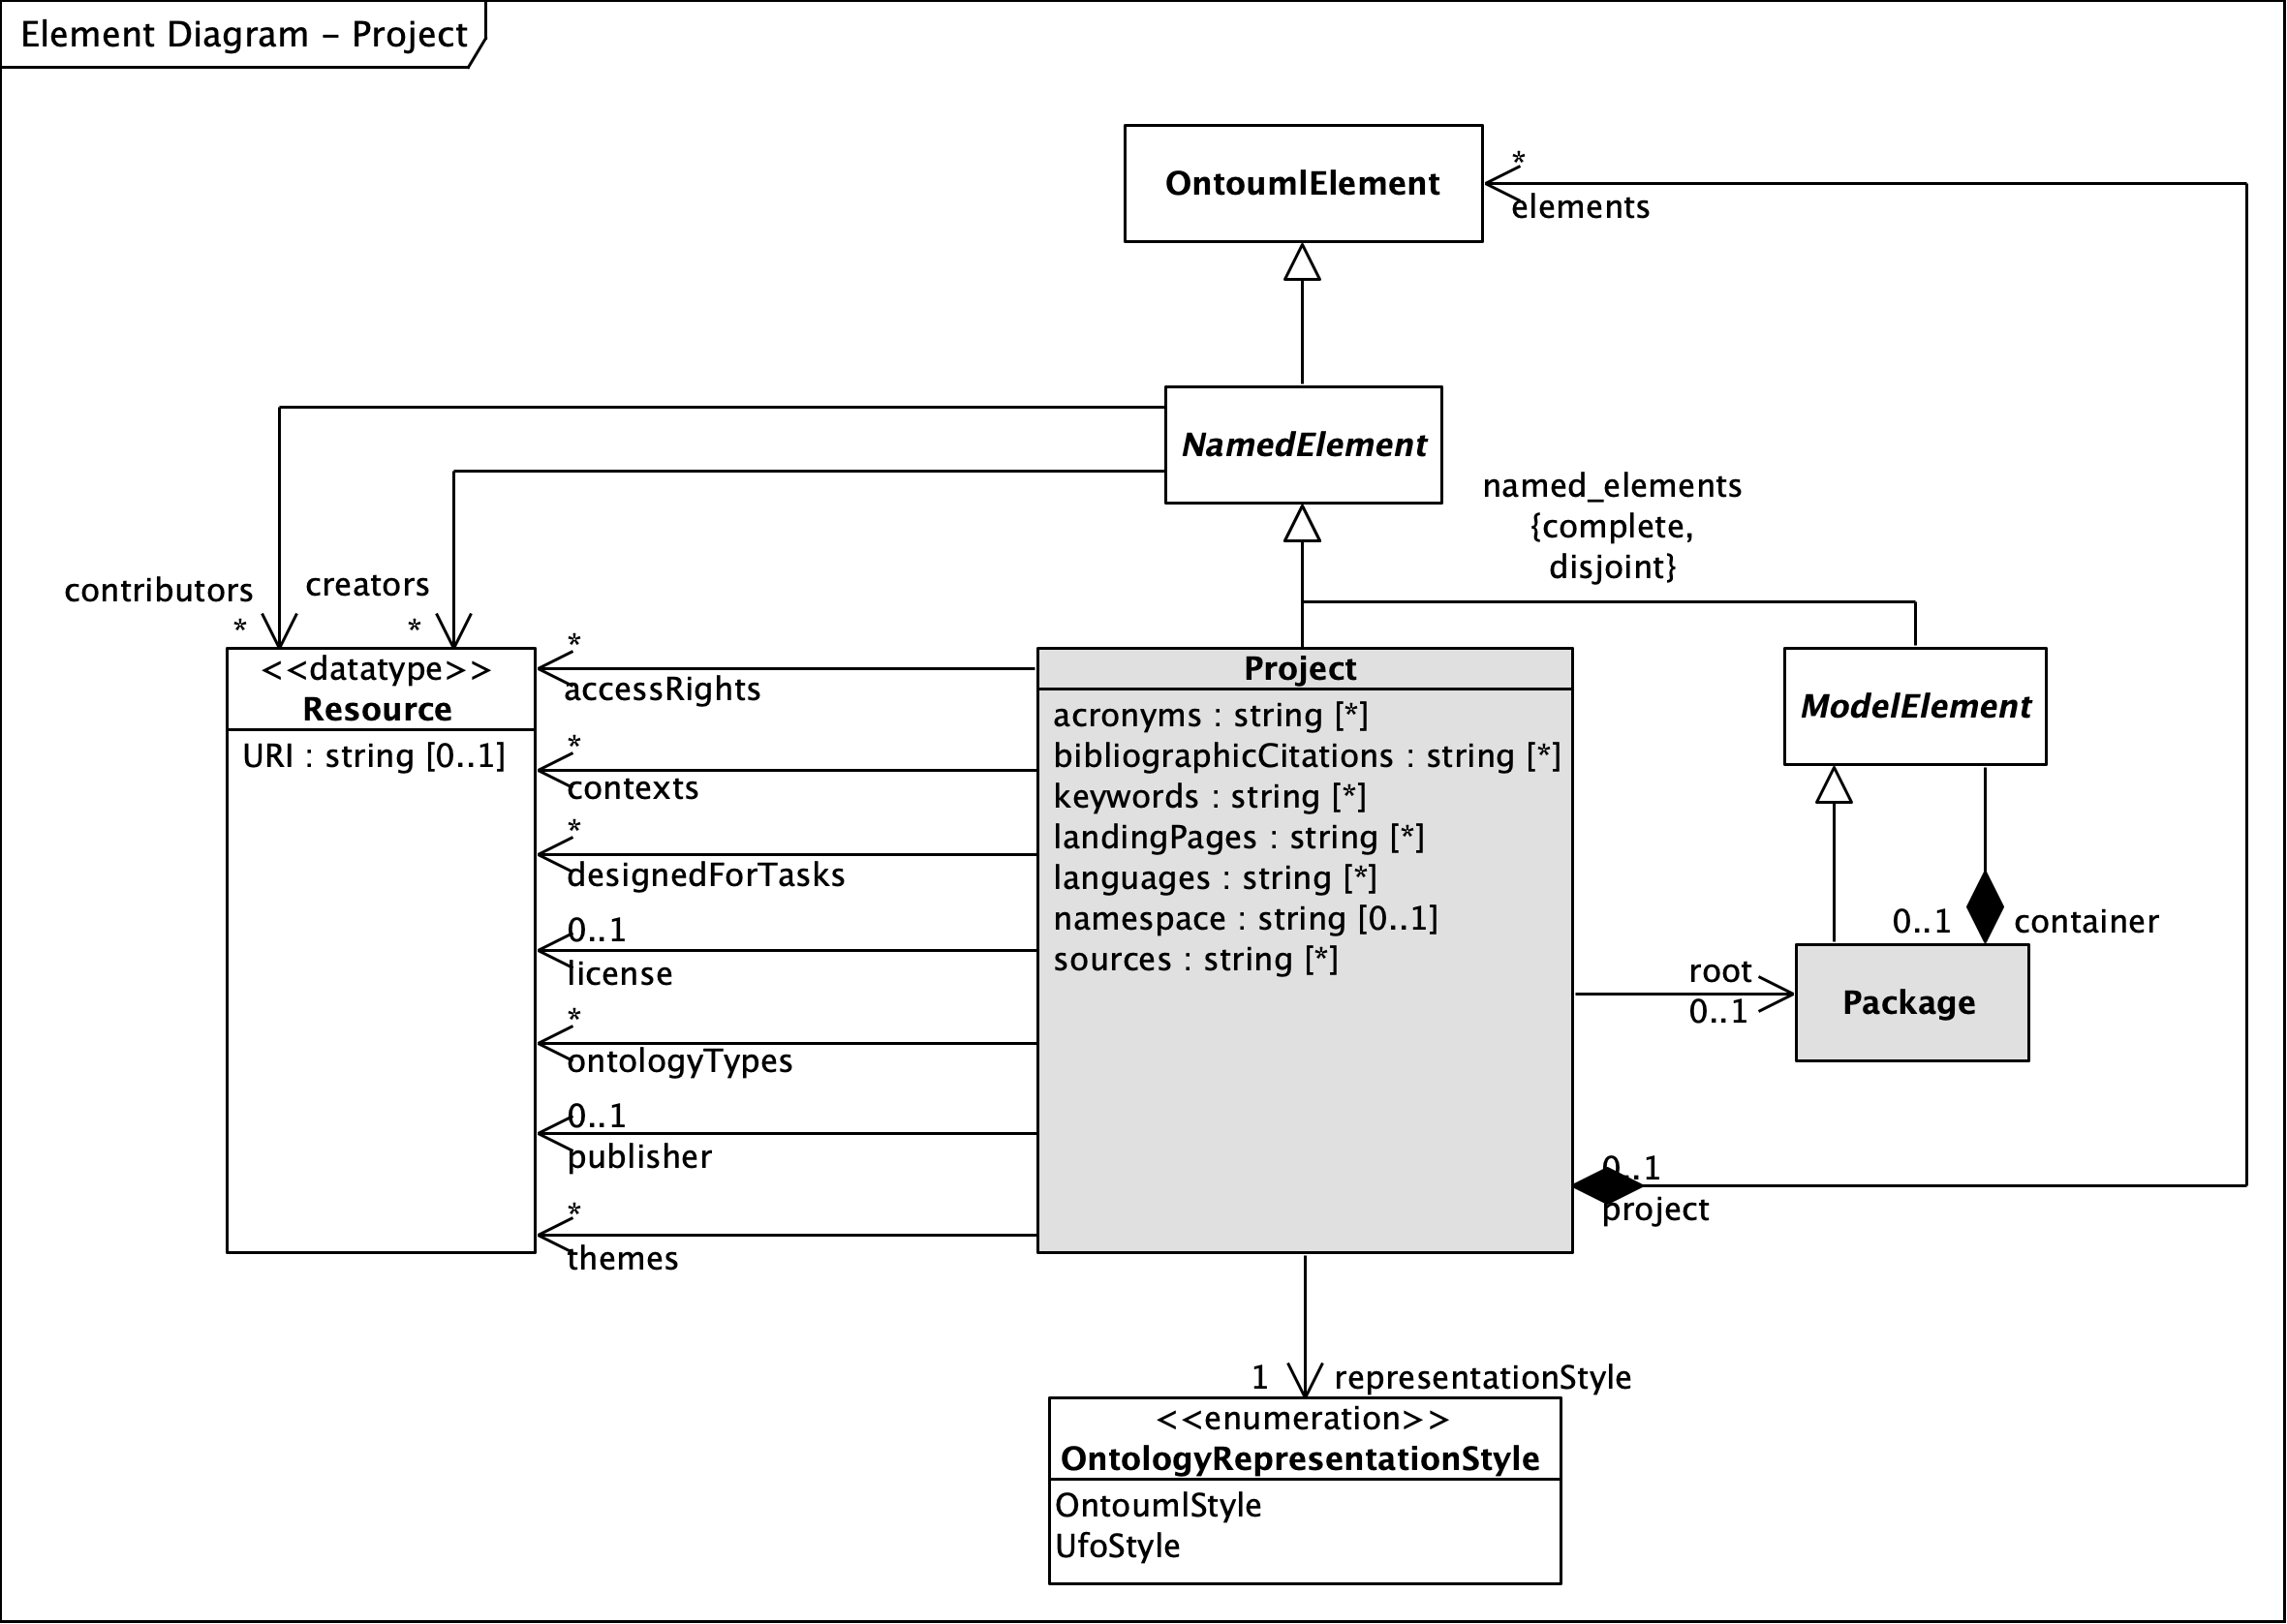 Element Diagram - Project
OntoumlElement
*
elements
NamedElement
named_elements
{complete,
disjoint}
contributors
*
creators
*
<<datatype>>
Resource
URI : string [0..1]
*
accessRights
*
contexts
*
designedForTasks
0..1
license
*
ontologyTypes
0..1
publisher
*
themes
Project
acronyms : string [*]
bibliographicCitations : string [*]
keywords : string [*]
landingPages : string [*]
languages : string [*]
namespace : string [0..1]
sources : string [*]
ModelElement
0..1
container
root
0..1
Package
0..1
project
1
representationStyle
<<enumeration>>
OntologyRepresentationStyle
OntoumlStyle
UfoStyle